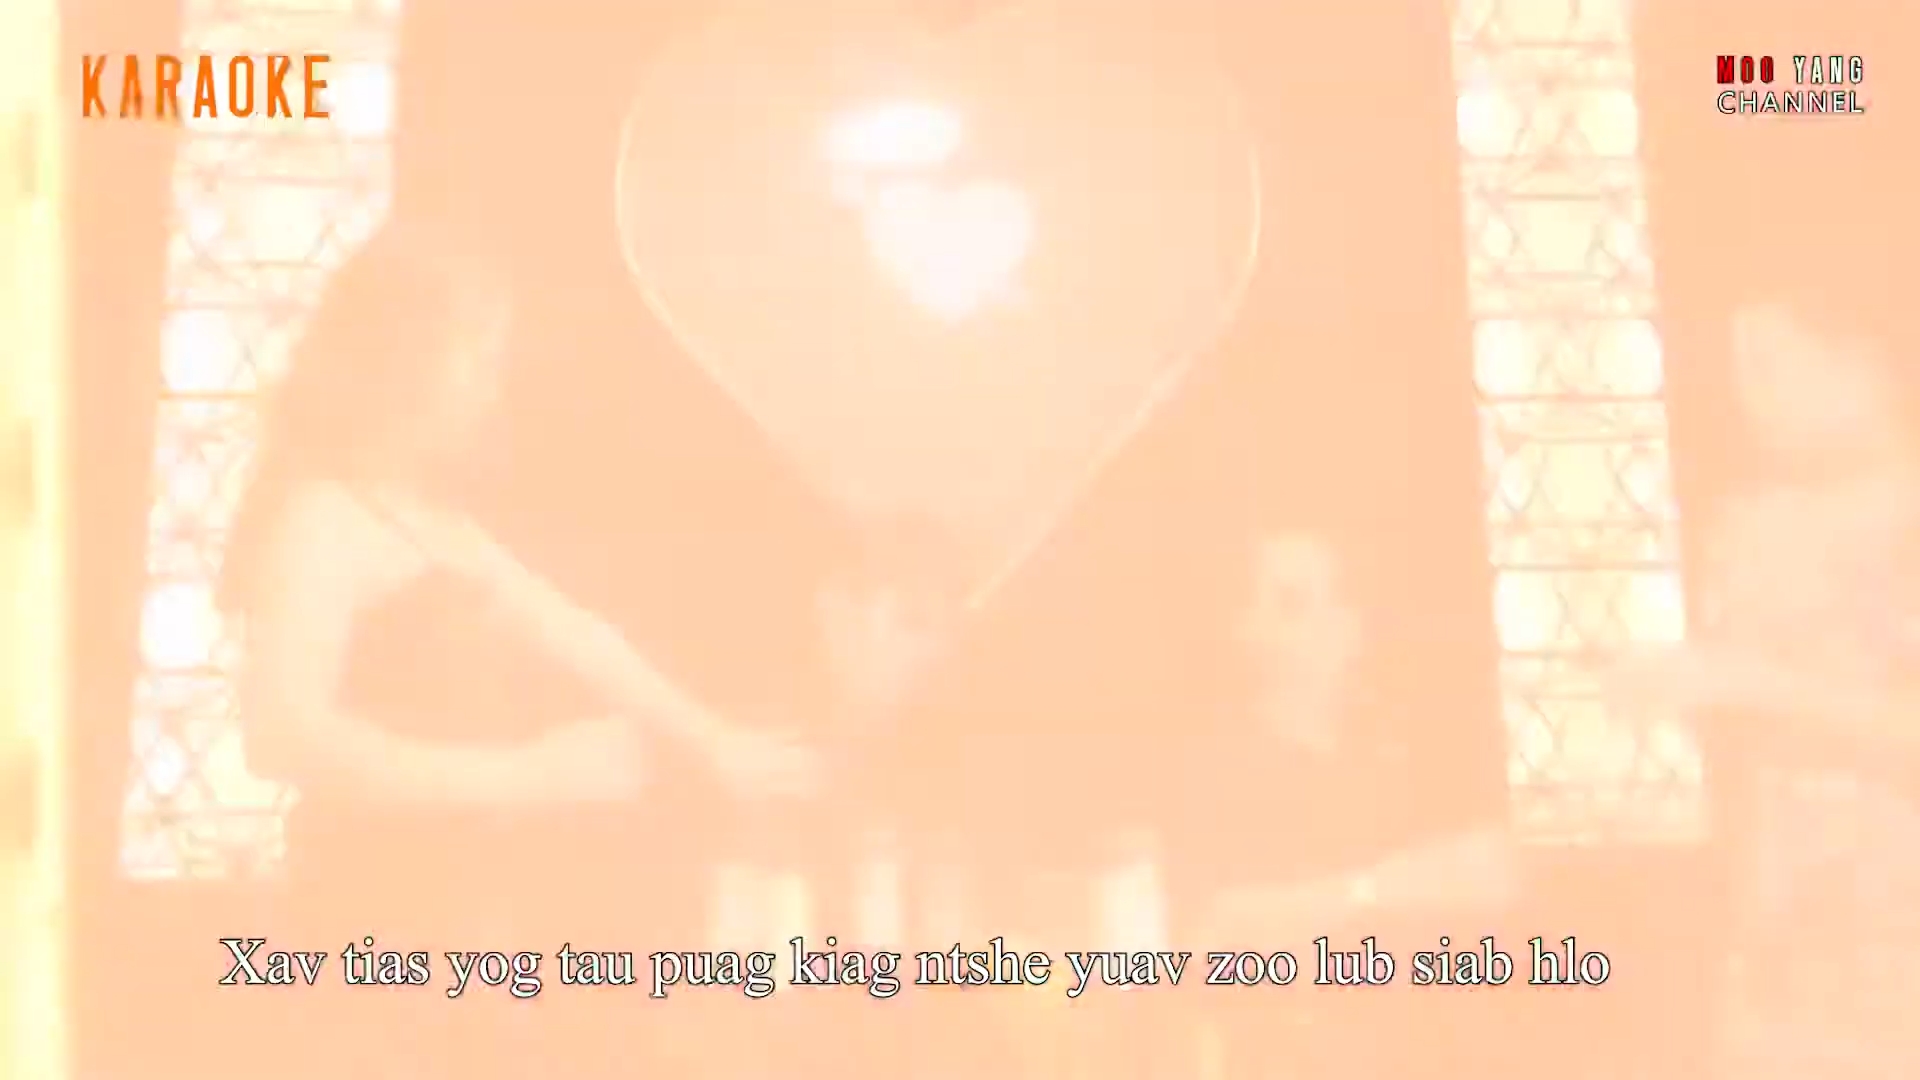 KARAOKE
MOO YANG
CHANNEL
Xav tias yog tau puag kiag ntshe yuav zoo lub siab hlo